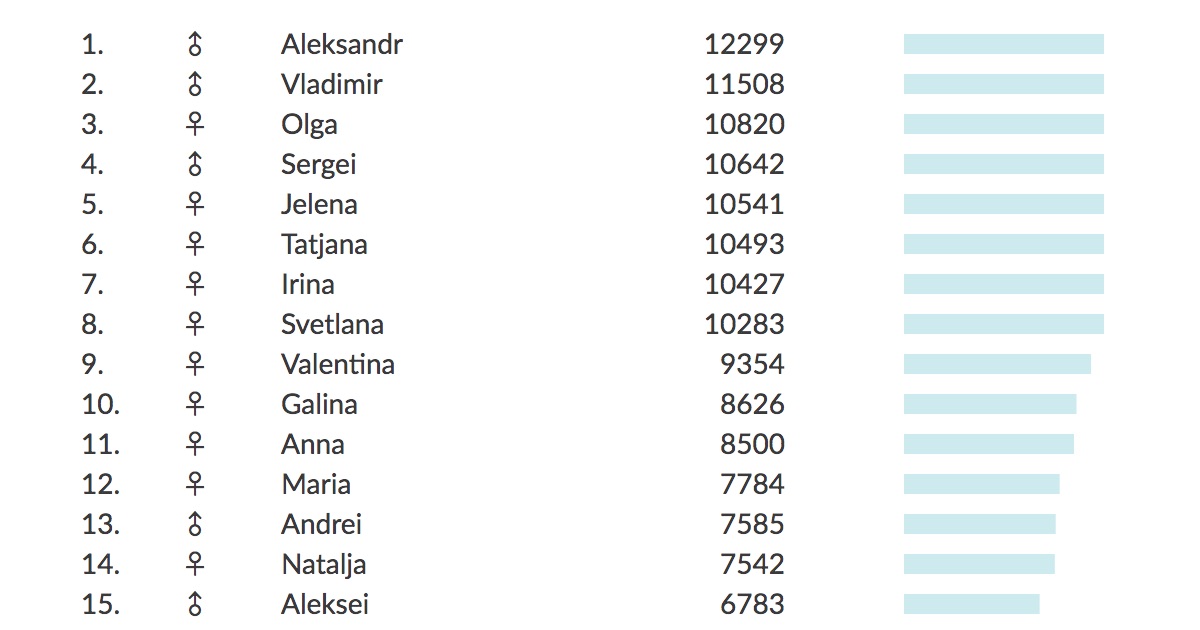 1. ⚦ Aleksandr 12299
2. ⚦ Vladimir 11508
3. ♀ Olga 10820
4. ⚦ Sergei 10642
5. ♀ Jelena 10541
6. ♀ Tatjana 10493
7. ♀ Irina 10427
8. ♀ Svetlana 10283
9. ♀ Valentina 9354
10. ♀ Galina 8626
11. ♀ Anna 8500
12. ♀ Maria 7784
13. ⚦ Andrei 7585
14. ♀ Natalja 7542
15. ⚦ Aleksei 6783